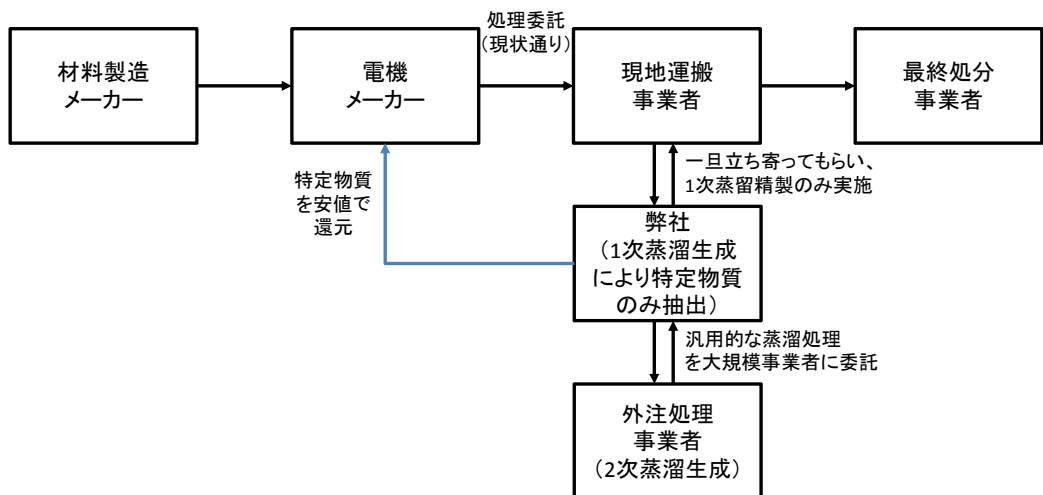 処理委託
（現状通り）
材料製造
メーカー
電機
メーカー
現地運搬
事業者
最終処分
事業者
特定物質
を安値で
還元
一旦立ち寄ってもらい、
1次蒸留精製のみ実施
弊社
（1次蒸溜生成
により特定物質
のみ抽出）
汎用的な蒸溜処理
を大規模事業者に委託
外注処理
事業者
（2次蒸溜生成）